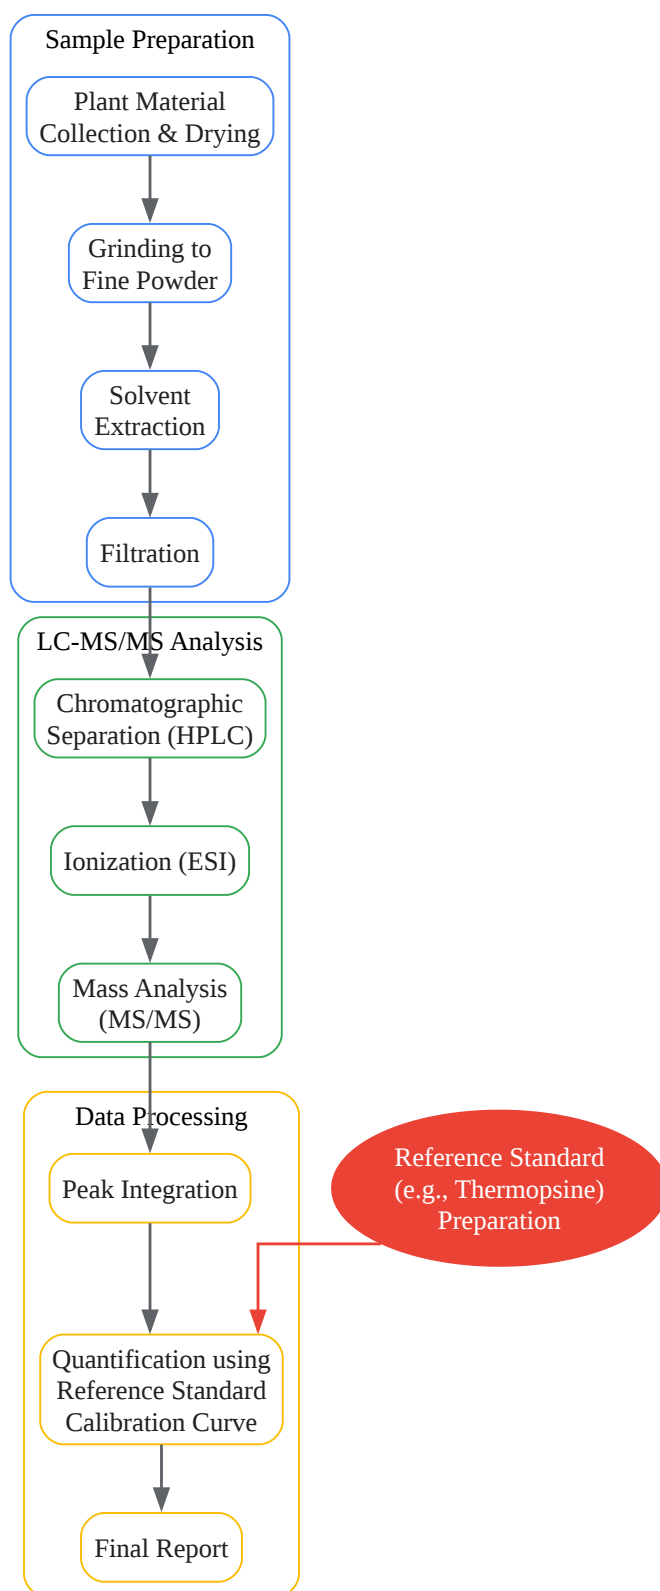 Sample Preparation
Plant Material
Collection & Drying
Grinding to
Fine Powder
Solvent
Extraction
Filtration
LC-MS/MS Analysis
Chromatographic
Separation (HPLC)
Ionization (ESI)
Mass Analysis
(MS/MS)
Data Processing
Peak Integration
Reference Standard
(e.g., Thermopsine)
Preparation
Quantification using
Reference Standard
Calibration Curve
Final Report